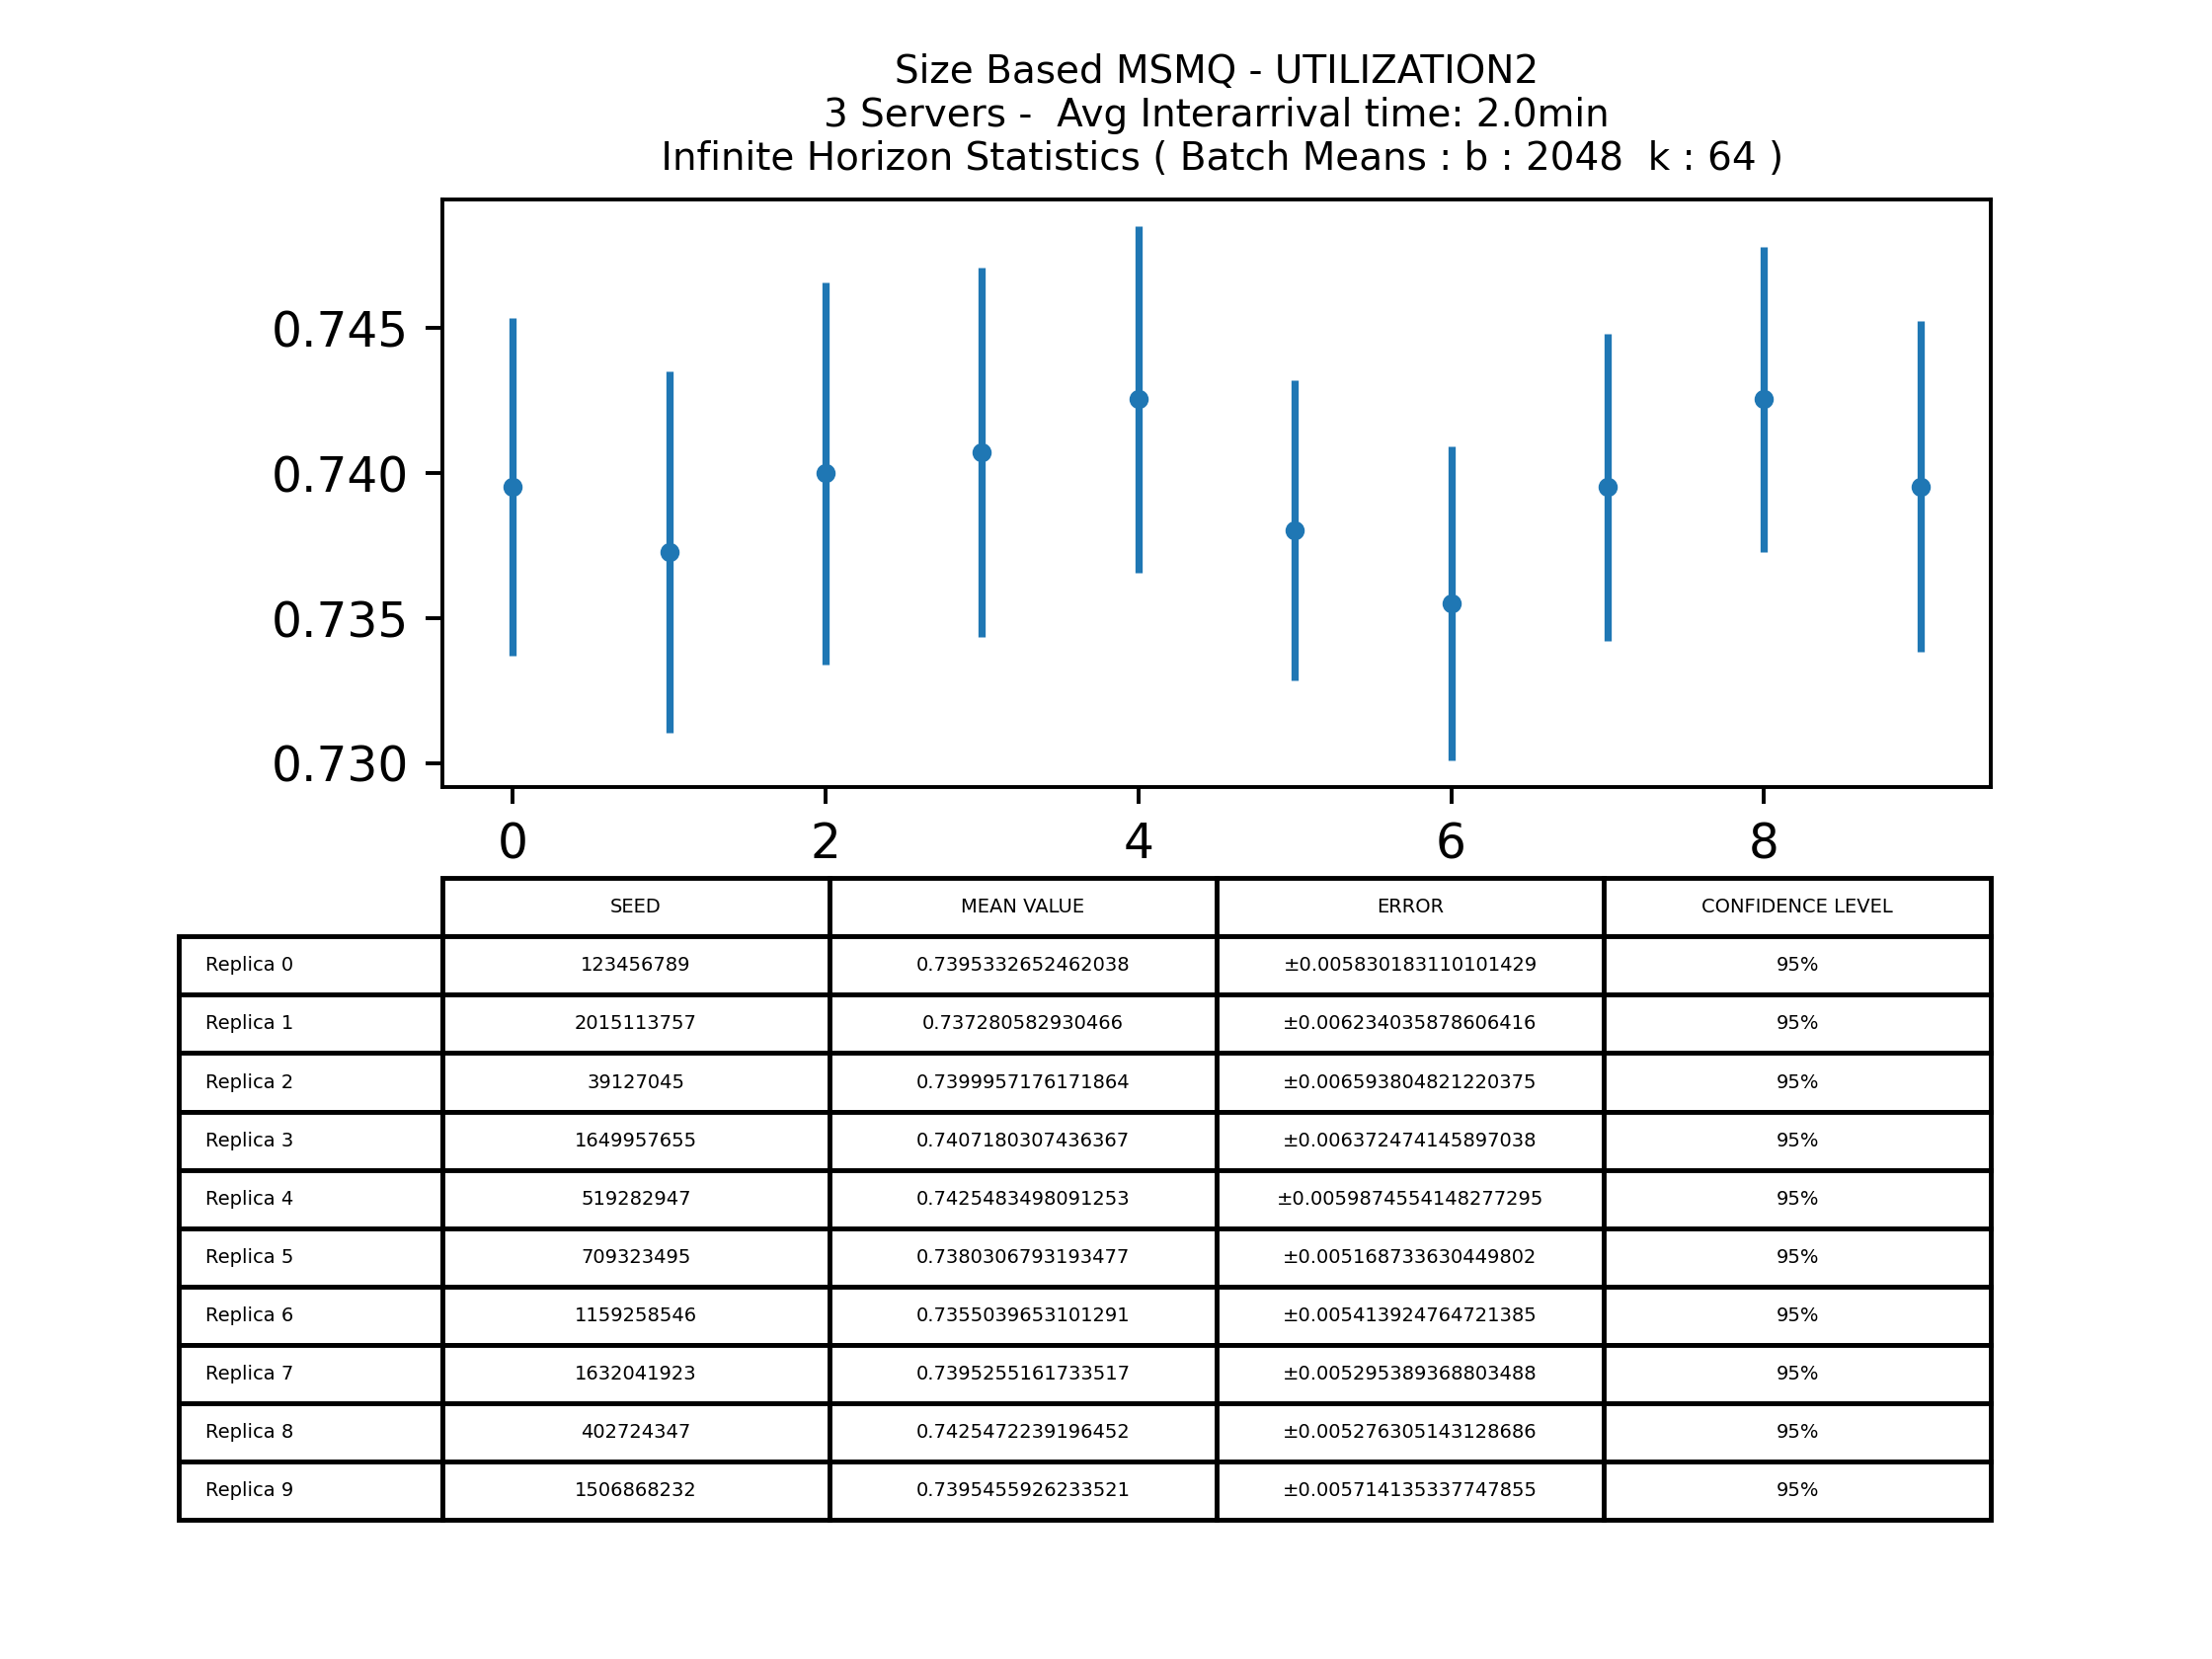 Size Based MSMQ - UTILIZATION2
3 Servers -  Avg Interarrival time: 2.0min
Infinite Horizon Statistics ( Batch Means : b : 2048  k : 64 )
0.745
0.740
0.735
0.730
0 2 4 6 8
SEED MEAN VALUE ERROR CONFIDENCE LEVEL
Replica 0 123456789 0.7395332652462038 ±0.005830183110101429 95%
Replica 1 2015113757 0.737280582930466 ±0.006234035878606416 95%
Replica 2 39127045 0.7399957176171864 ±0.006593804821220375 95%
Replica 3 1649957655 0.7407180307436367 ±0.006372474145897038 95%
Replica 4 519282947 0.7425483498091253 ±0.0059874554148277295 95%
Replica 5 709323495 0.7380306793193477 ±0.005168733630449802 95%
Replica 6 1159258546 0.7355039653101291 ±0.005413924764721385 95%
Replica 7 1632041923 0.7395255161733517 ±0.005295389368803488 95%
Replica 8 402724347 0.7425472239196452 ±0.005276305143128686 95%
Replica 9 1506868232 0.7395455926233521 ±0.005714135337747855 95%